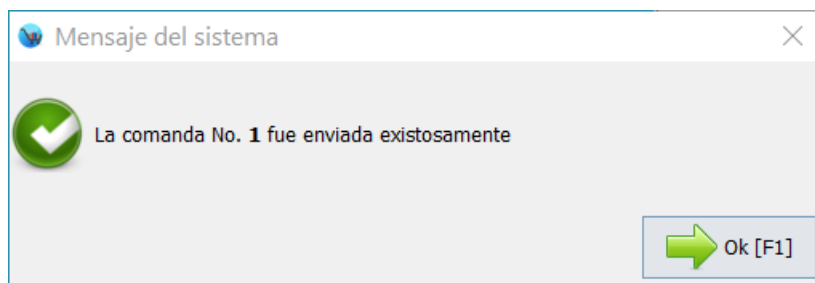 Mensaje del sistema
La comanda No. 1 fue enviada existosamente
Ok [F1]